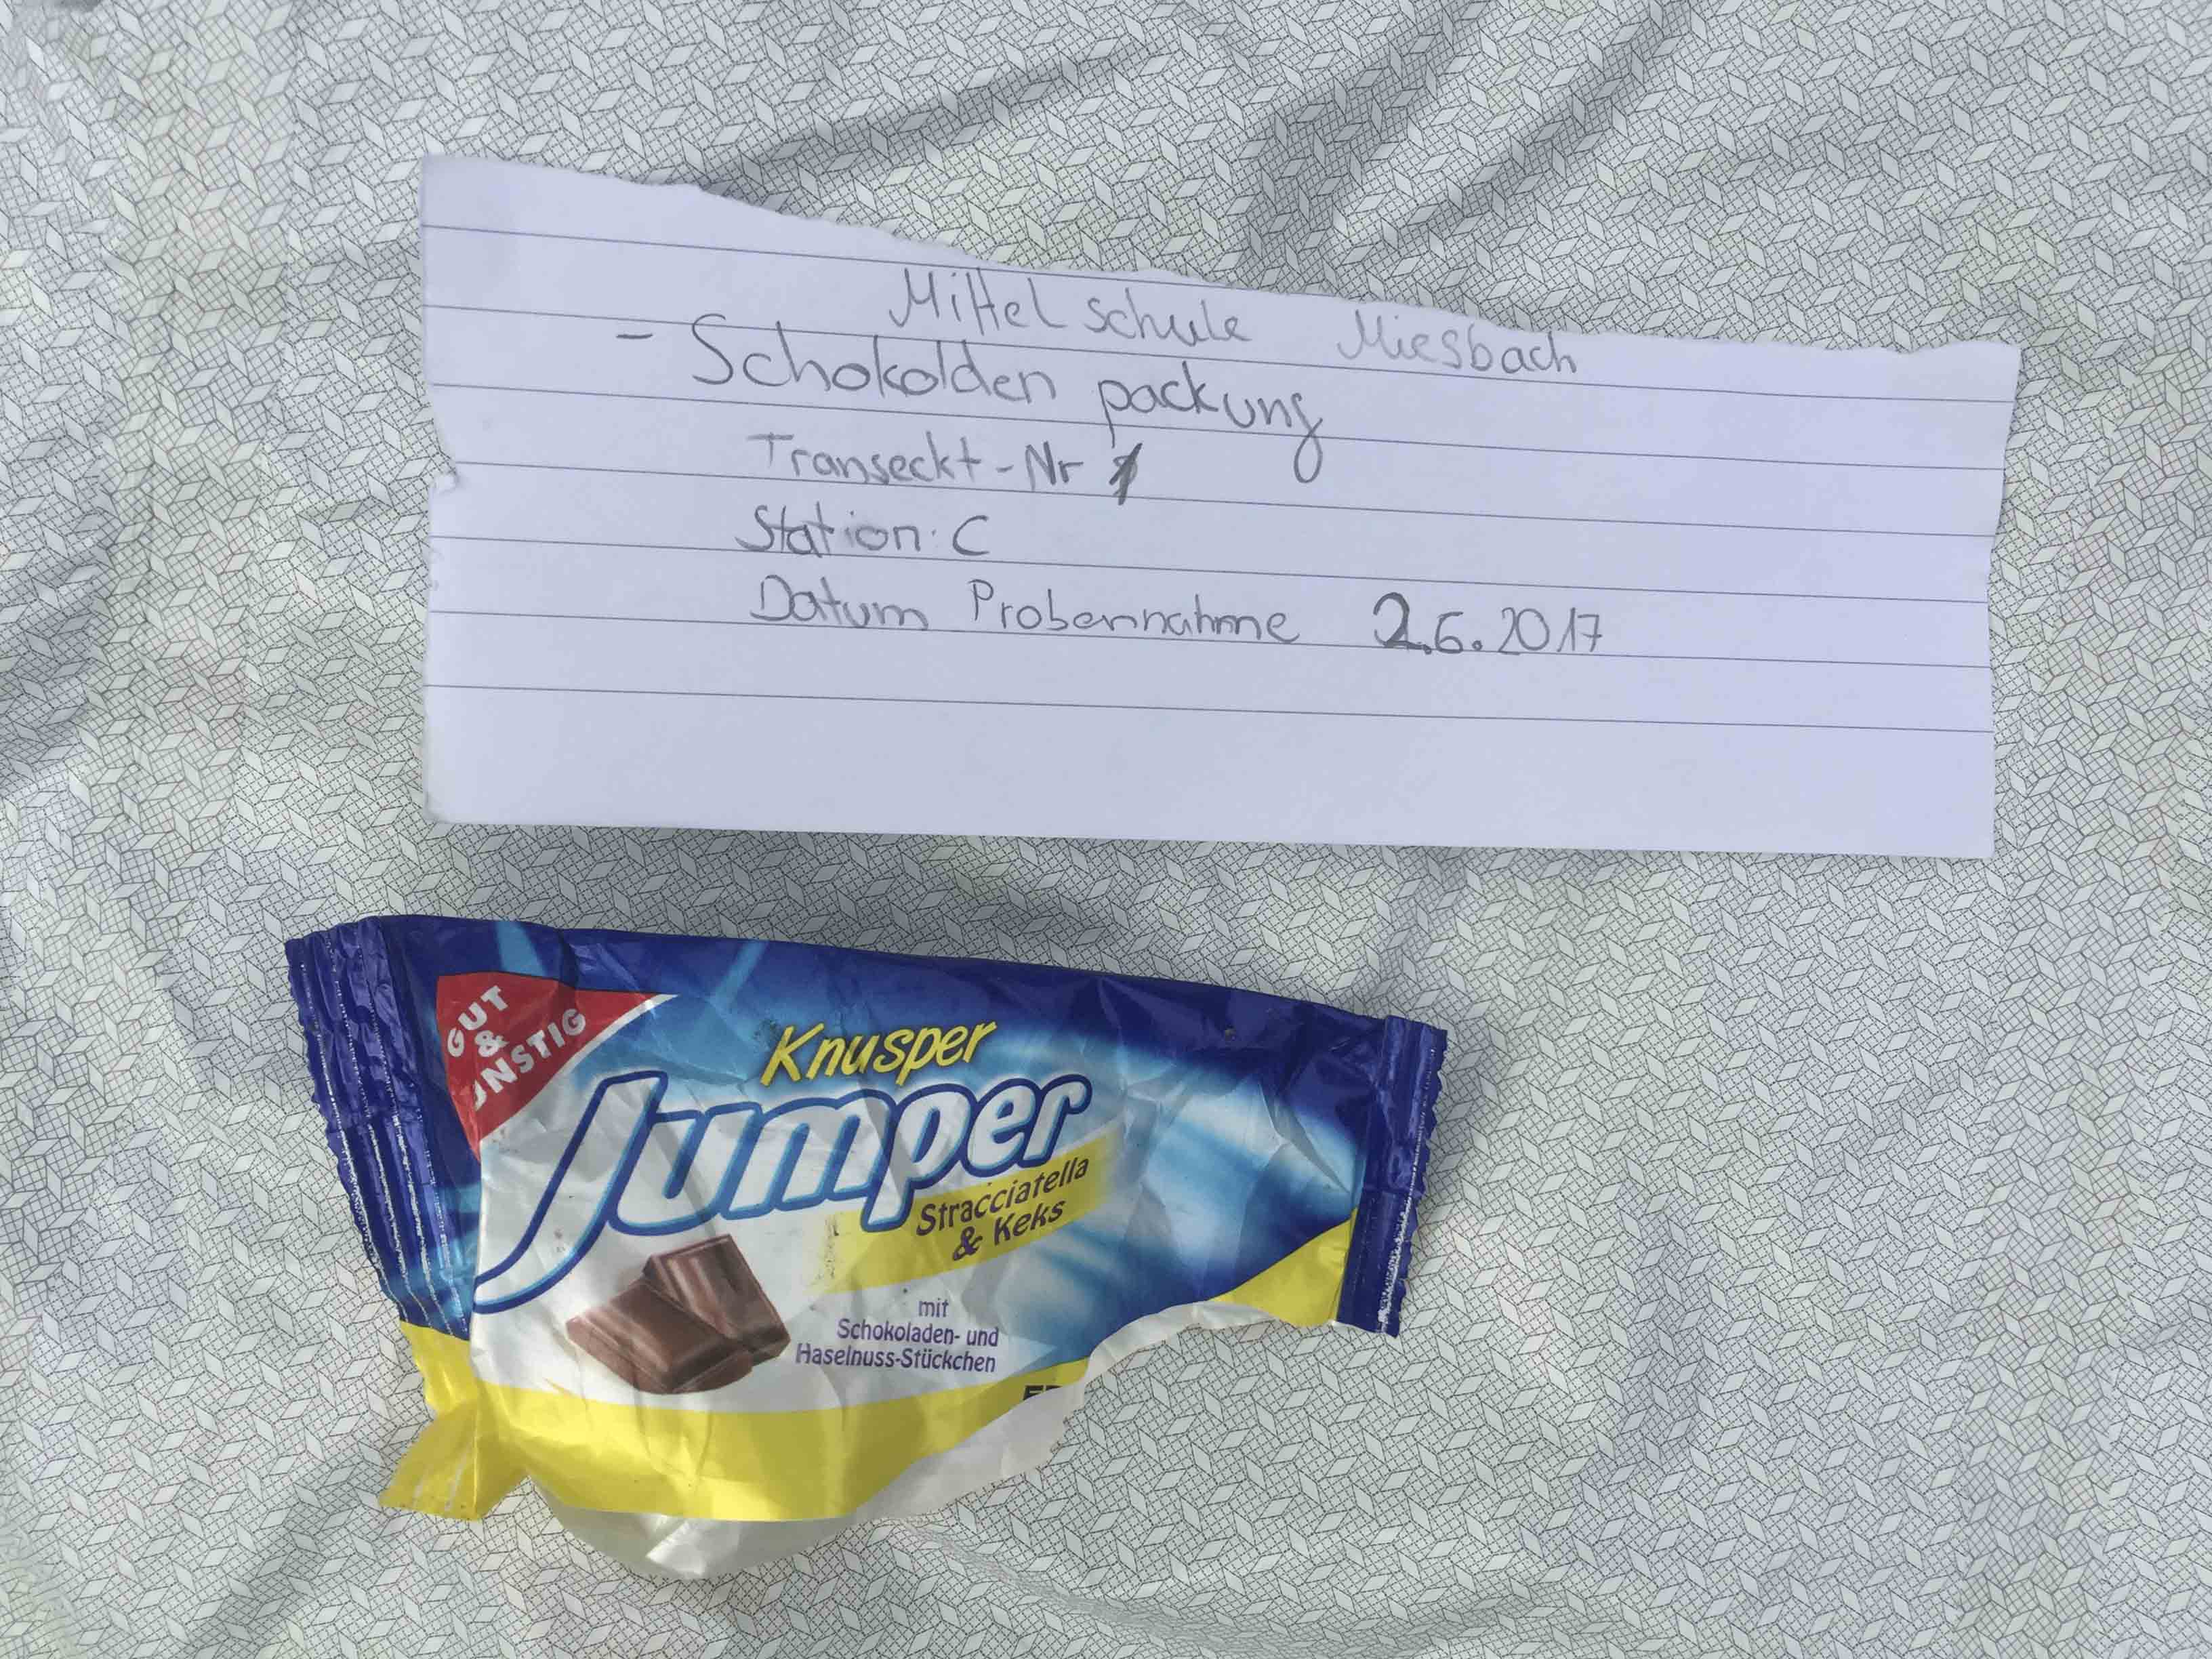 Mittelschule Miesbach
- Schokolden packung
Transeckt-Nr 1
Station: C
Datum Probennahme 2.6.2017
GUT
&
UNSTIG
Knusper
Jumper
Stracciatella
& Keks
mit
Schokoladen- und
Haselnuss-Stückchen